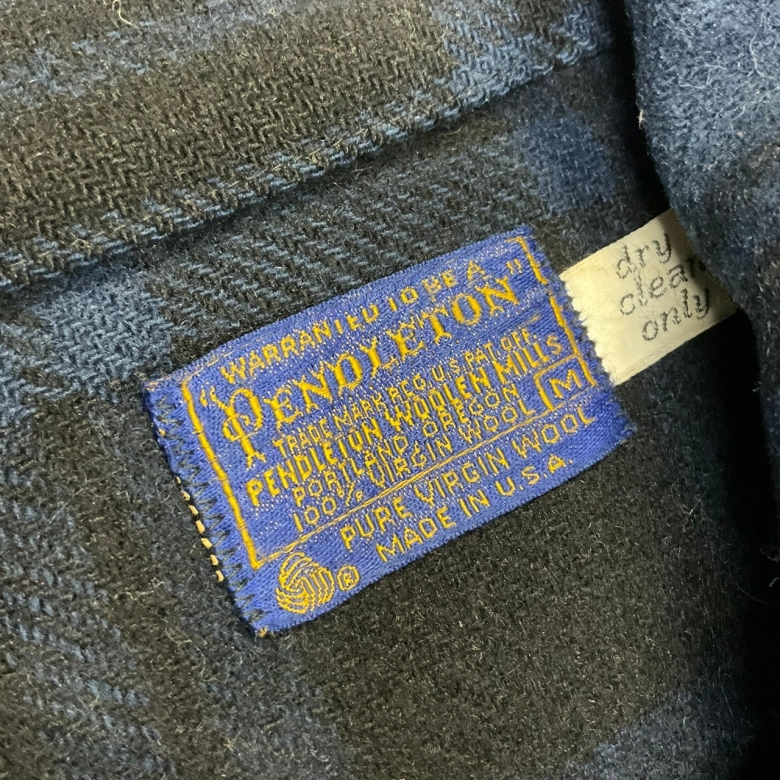 WARRANTED TO BE A
"PENDLETON"
TRADE MARK REG. U.S. PAT. OFF.
PENDLETON WOOLEN MILLS
PORTLAND, OREGON
100% VIRGIN WOOL
M
PURE VIRGIN WOOL
® MADE IN U.S.A.
dry
clean
only